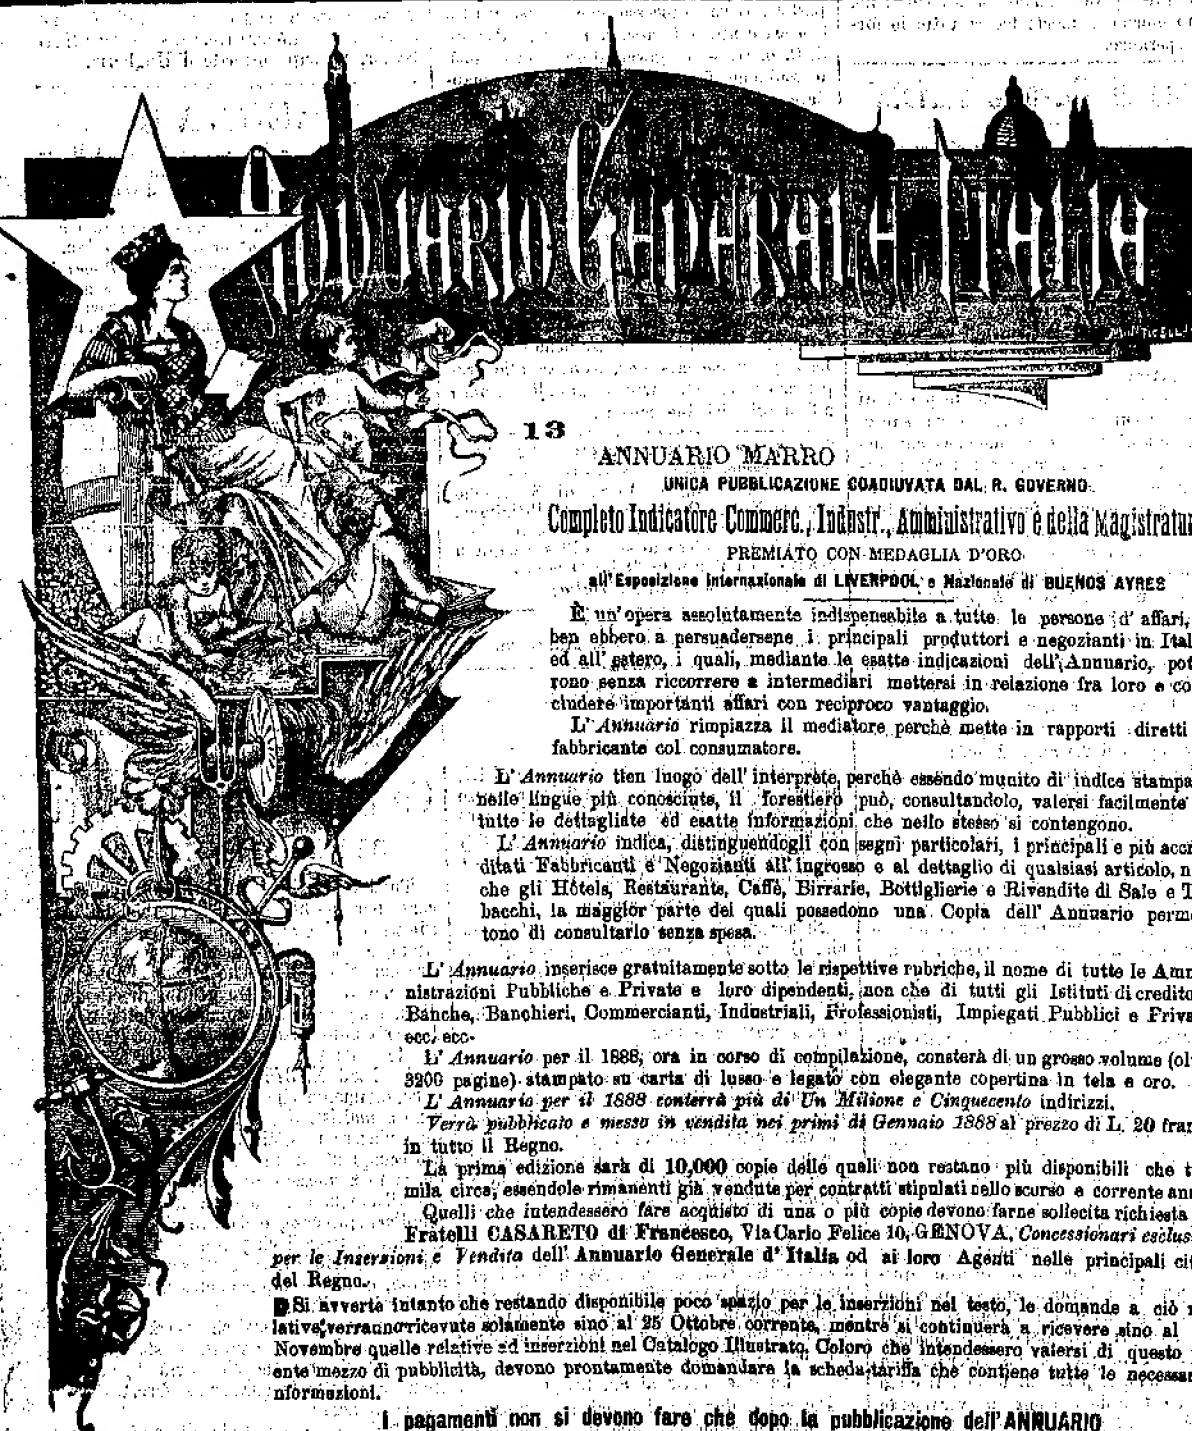 Annuario Generale d'Italia
13
ANNUARIO MARRO
UNICA PUBBLICAZIONE COADIUVATA DAL R. GOVERNO
Completo Indicatore Commerc., Industr., Amministrativo e della Magistratu
PREMIATO CON MEDAGLIA D'ORO
all'Esposizione Internazionale di LIVERPOOL e Nazionale di BUENOS AYRES
È un'opera assolutamente indispensabile a tutte le persone d'affari,
ben ebbero a persuadersene i principali produttori e negozianti in Ital
ed all'estero, i quali, mediante le esatte indicazioni dell'Annuario, pot
rono senza riccorrere a intermediari mettersi in relazione fra loro e co
cludere importanti affari con reciproco vantaggio.
L'Annuario rimpiazza il mediatore perchè mette in rapporti diretti
fabbricante col consumatore.
L'Annuario tien luogo dell'interprete, perchè essendo munito di indice stampa
nelle lingue più conosciute, il forestiero può, consultandolo, valersi facilmente
tutte le dettagliate ed esatte informazioni che nello stesso si contengono.
L'Annuario indica, distinguendogli con segni particolari, i principali e più accr
ditati Fabbricanti e Negozianti all'ingrosso e al dettaglio di qualsiasi articolo, n
che gli Hôtels, Restaurants, Caffè, Birrarie, Bottiglierie e Rivendite di Sale e T
bacchi, la maggior parte dei quali possedono una Copia dell'Annuario perm
tono di consultarlo senza spesa.
L'Annuario inserisce gratuitamente sotto le rispettive rubriche, il nome di tutte le Amm
nistrazioni Pubbliche e Private e loro dipendenti, non che di tutti gli Istituti di credito
Banche, Banchieri, Commercianti, Industriali, Professionisti, Impiegati Pubblici e Priva
ecc. ecc.
L'Annuario per il 1888, ora in corso di compilazione, consterà di un grosso volume (ol
3200 pagine) stampato su carta di lusso e legato con elegante copertina in tela e oro.
L'Annuario per il 1888 conterrà più di Un Milione e Cinquecento indirizzi.
Verrà pubblicato e messo in vendita nei primi di Gennaio 1888 al prezzo di L. 20 fran
in tutto il Regno.
La prima edizione sarà di 10,000 copie delle quali non restano più disponibili che t
mila circa, essendole rimanenti già vendute per contratti stipulati nello scorso e corrente ann
Quelli che intendessero fare acquisto di una o più copie devono farne sollecita richiesta
Fratelli CASARETO di Francesco, Via Carlo Felice 10, GENOVA, Concessionari esclus
per le Inserzioni e Vendita dell'Annuario Generale d'Italia od ai loro Agenti nelle principali cit
del Regno.
Si avverte intanto che restando disponibile poco spazio per le inserzioni nel testo, le domande a ciò r
lative, verranno ricevute solamente sino al 25 Ottobre corrente, mentre si continuerà a ricevere sino al
Novembre quelle relative ad inserzioni nel Catalogo Illustrato. Coloro che intendessero valersi di questo
ente mezzo di pubblicità, devono prontamente domandare la scheda-tariffa che contiene tutte le necessar
nformazioni.
I pagamenti non si devono fare che dopo la pubblicazione dell'ANNUARIO